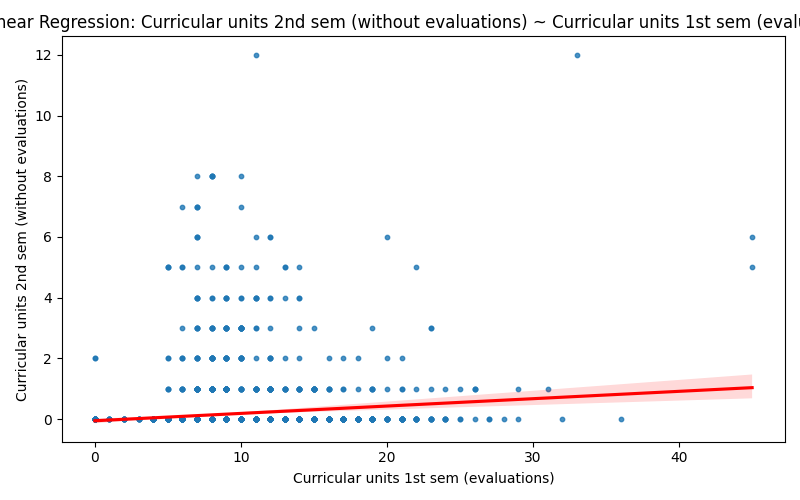 near Regression: Curricular units 2nd sem (without evaluations) ~ Curricular units 1st sem (evalu
Curricular units 2nd sem (without evaluations)
12
10
8
6
4
2
0
0 10 20 30 40
Curricular units 1st sem (evaluations)